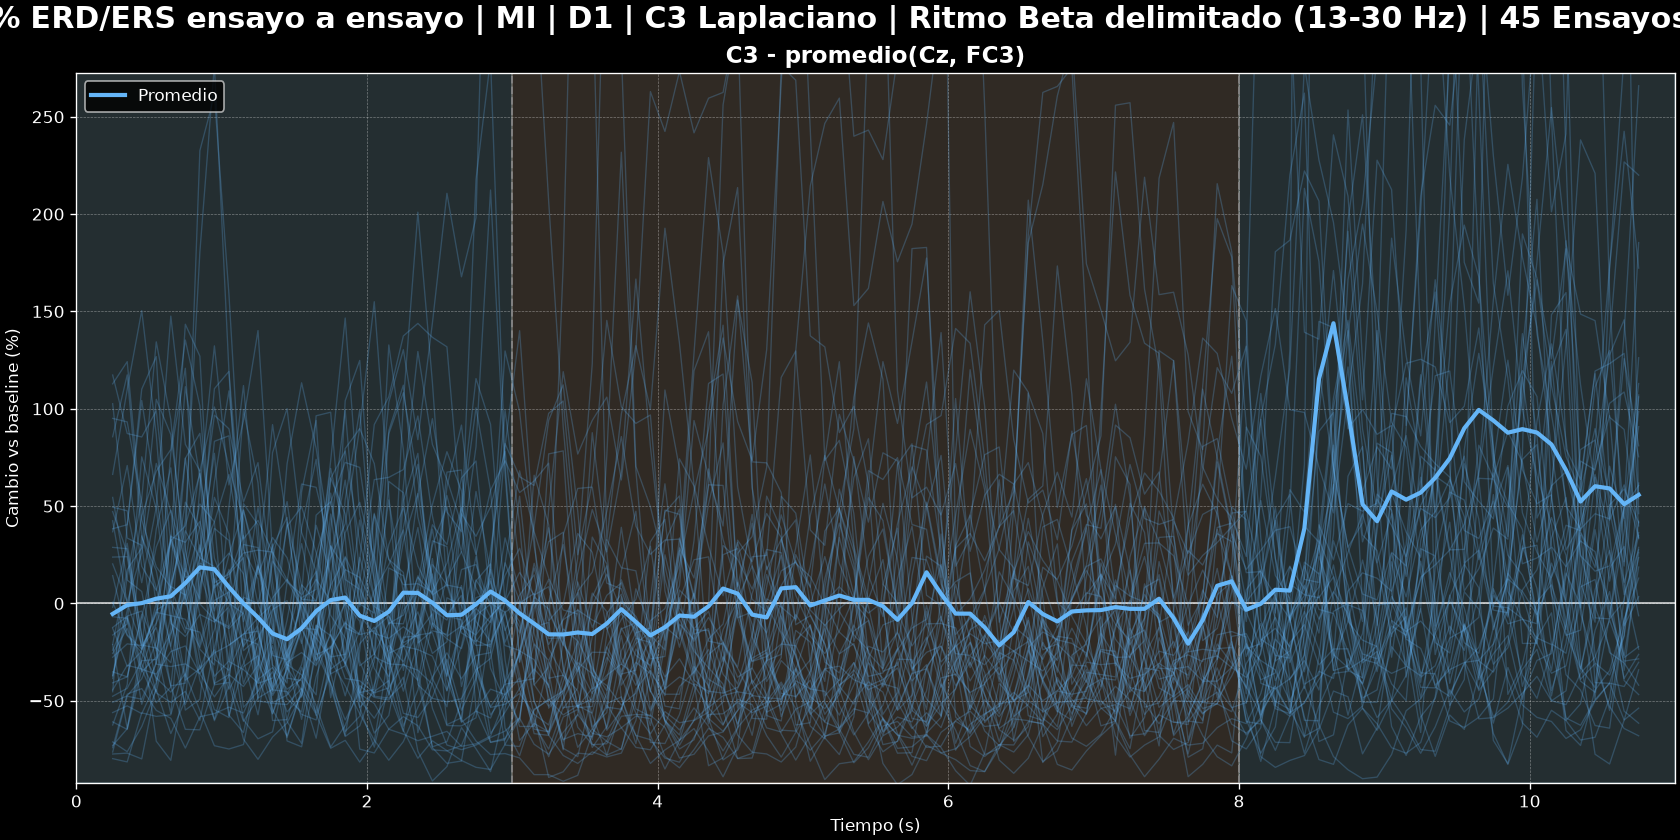 % ERD/ERS ensayo a ensayo | MI | D1 | C3 Laplaciano | Ritmo Beta delimitado (13-30 Hz) | 45 Ensayos
C3 - promedio(Cz, FC3)
Promedio
Cambio vs baseline (%)
250
200
150
100
50
0
−50
0 2 4 6 8 10
Tiempo (s)